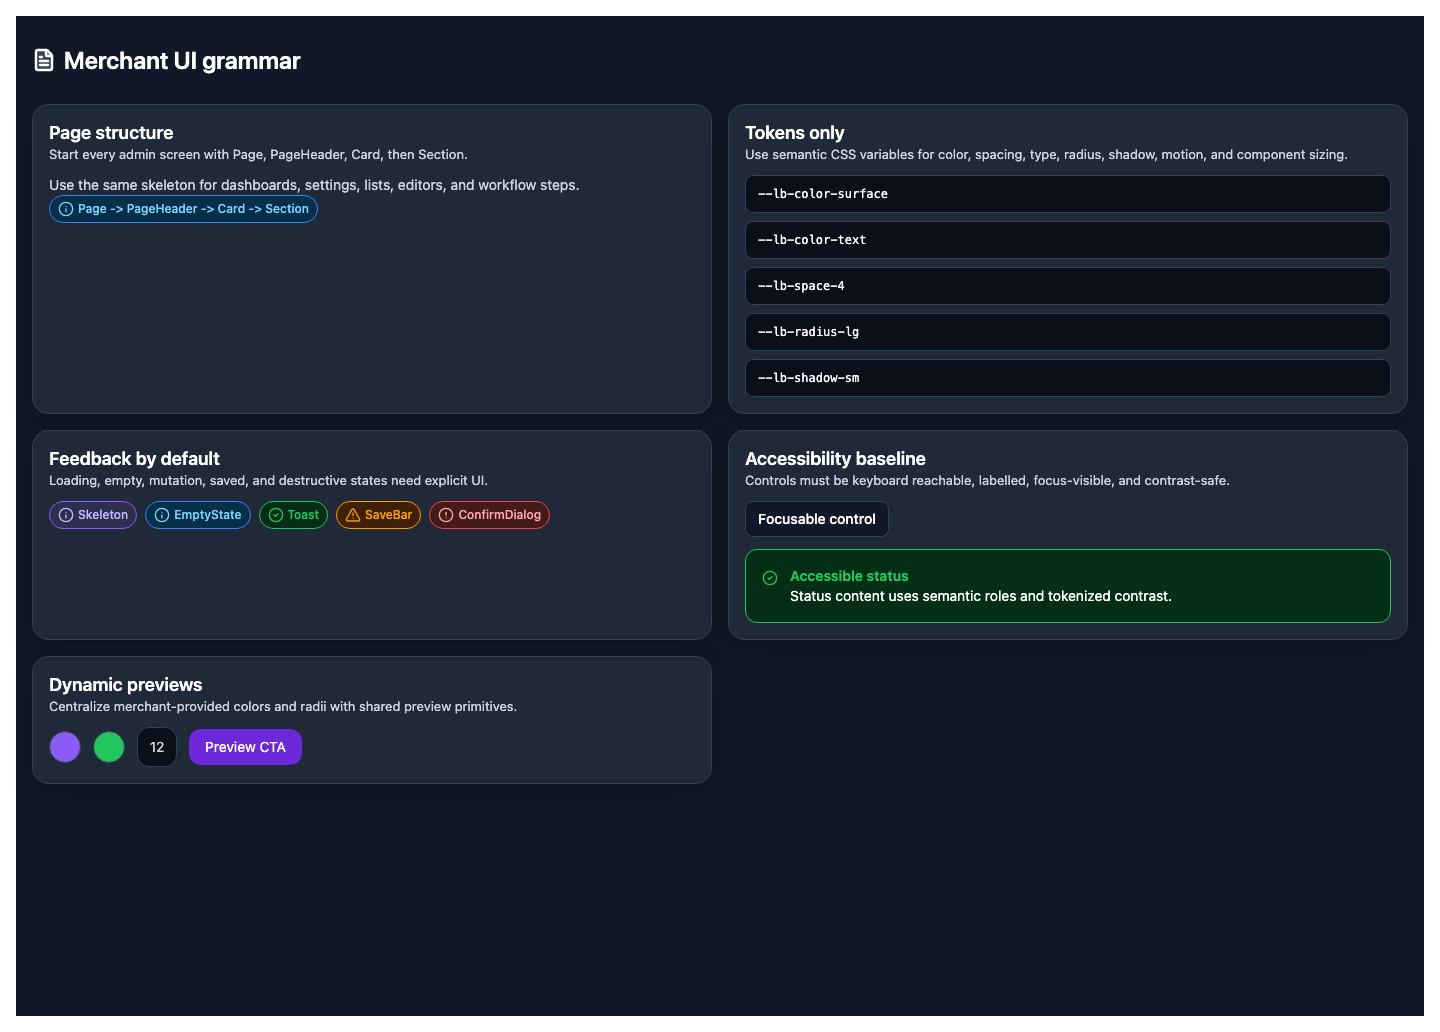 Merchant UI grammar
Page structure
Start every admin screen with Page, PageHeader, Card, then Section.
Use the same skeleton for dashboards, settings, lists, editors, and workflow steps.
Page -> PageHeader -> Card -> Section
Tokens only
Use semantic CSS variables for color, spacing, type, radius, shadow, motion, and component sizing.
--lb-color-surface
--lb-color-text
--lb-space-4
--lb-radius-lg
--lb-shadow-sm
Feedback by default
Loading, empty, mutation, saved, and destructive states need explicit UI.
Skeleton EmptyState Toast SaveBar ConfirmDialog
Accessibility baseline
Controls must be keyboard reachable, labelled, focus-visible, and contrast-safe.
Focusable control
Accessible status
Status content uses semantic roles and tokenized contrast.
Dynamic previews
Centralize merchant-provided colors and radii with shared preview primitives.
12 Preview CTA